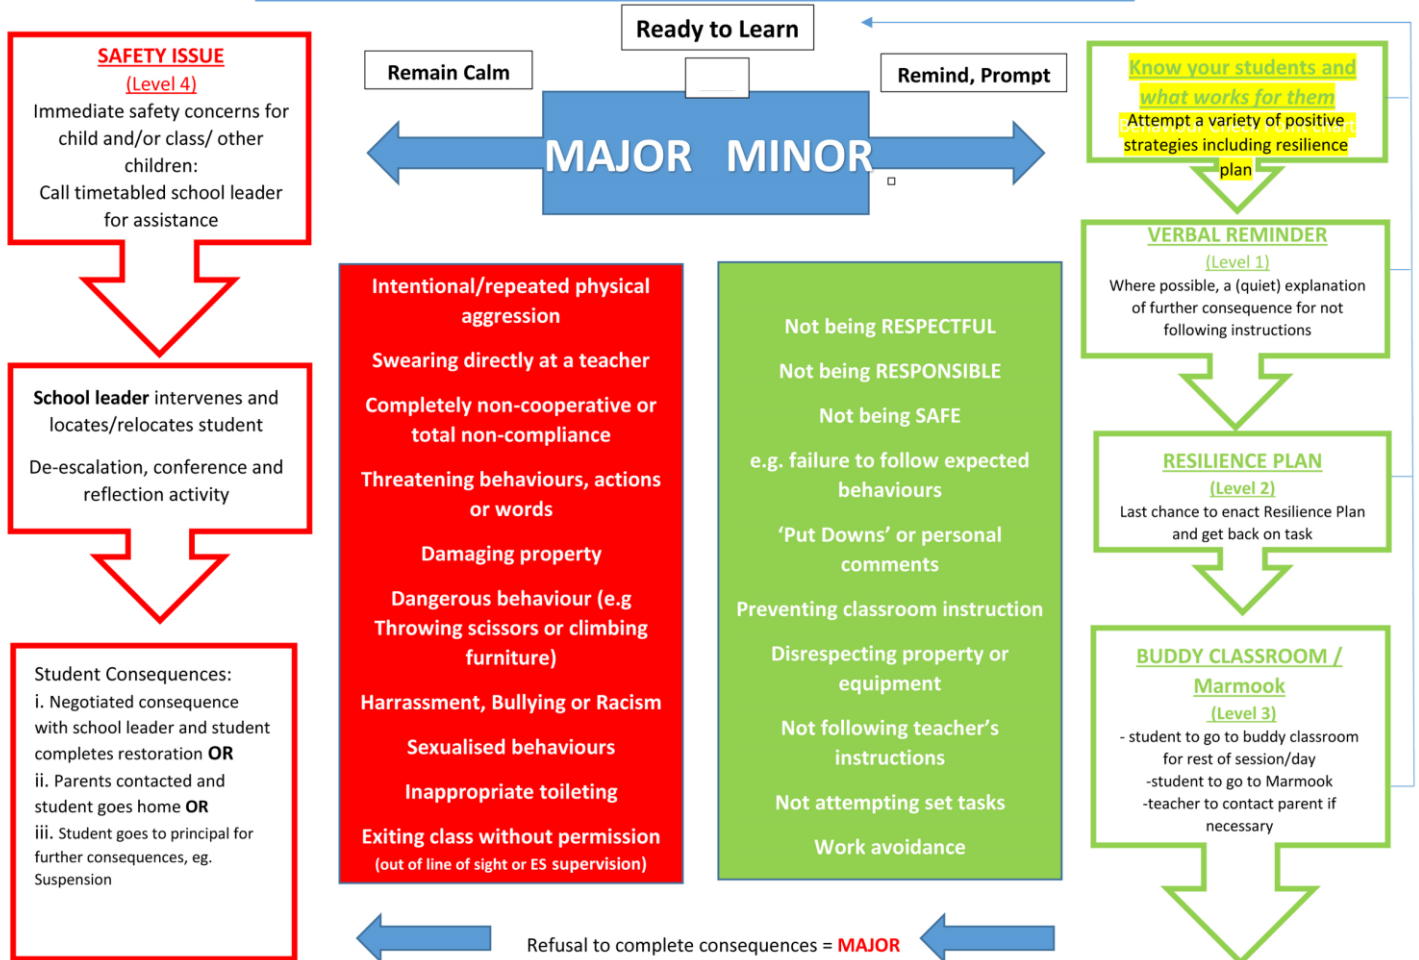 Ready to Learn
Remain Calm
Remind, Prompt
MAJOR MINOR
SAFETY ISSUE
(Level 4)
Immediate safety concerns for
child and/or class/ other
children:
Call timetabled school leader
for assistance
School leader intervenes and
locates/relocates student
De-escalation, conference and
reflection activity
Student Consequences:
i. Negotiated consequence
with school leader and student
completes restoration OR
ii. Parents contacted and
student goes home OR
iii. Student goes to principal for
further consequences, eg.
Suspension
Intentional/repeated physical
aggression
Swearing directly at a teacher
Completely non-cooperative or
total non-compliance
Threatening behaviours, actions
or words
Damaging property
Dangerous behaviour (e.g
Throwing scissors or climbing
furniture)
Harrassment, Bullying or Racism
Sexualised behaviours
Inappropriate toileting
Exiting class without permission
(out of line of sight or ES supervision)
Not being RESPECTFUL
Not being RESPONSIBLE
Not being SAFE
e.g. failure to follow expected
behaviours
‘Put Downs’ or personal
comments
Preventing classroom instruction
Disrespecting property or
equipment
Not following teacher’s
instructions
Not attempting set tasks
Work avoidance
Know your students and
what works for them
Attempt a variety of positive
strategies including resilience
plan
VERBAL REMINDER
(Level 1)
Where possible, a (quiet) explanation
of further consequence for not
following instructions
RESILIENCE PLAN
(Level 2)
Last chance to enact Resilience Plan
and get back on task
BUDDY CLASSROOM /
Marmook
(Level 3)
- student to go to buddy classroom
for rest of session/day
-student to go to Marmook
-teacher to contact parent if
necessary
Refusal to complete consequences = MAJOR